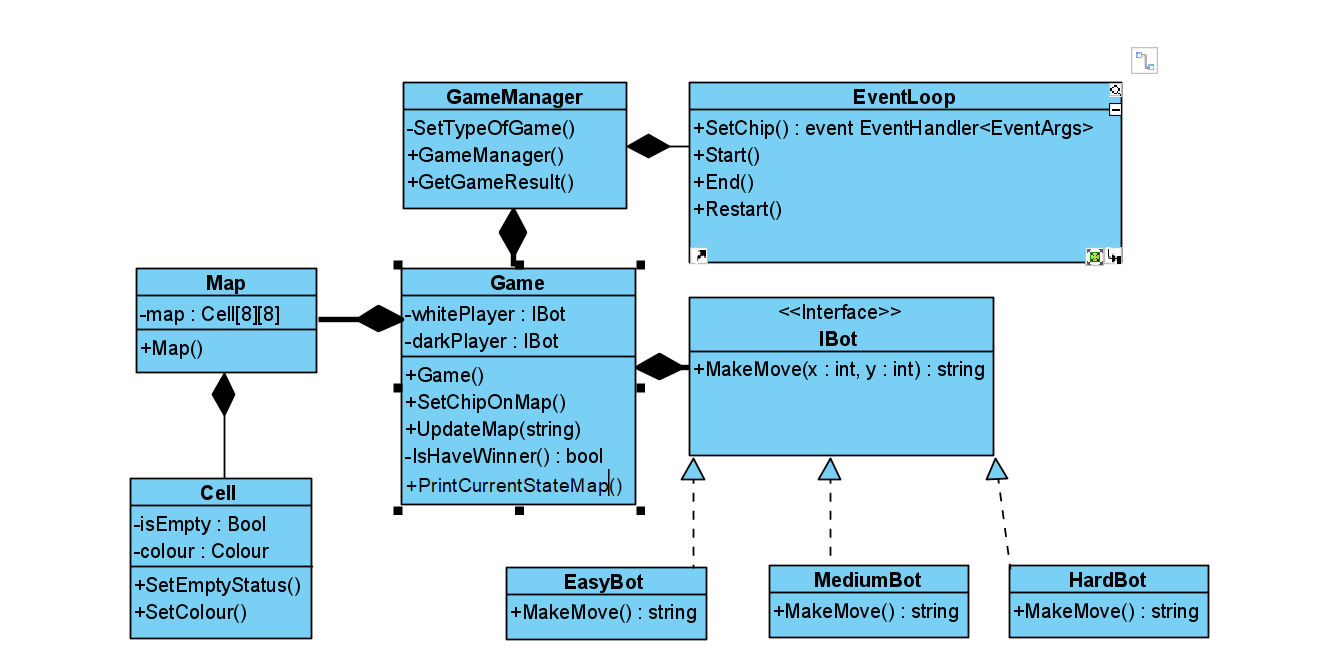 GameManager
-SetTypeOfGame()
+GameManager()
+GetGameResult()
EventLoop
+SetChip() : event EventHandler<EventArgs>
+Start()
+End()
+Restart()
Map
-map : Cell[8][8]
+Map()
Game
-whitePlayer : IBot
-darkPlayer : IBot
+Game()
+SetChipOnMap()
+UpdateMap(string)
-IsHaveWinner() : bool
+PrintCurrentStateMap()
<<Interface>>
IBot
+MakeMove(x : int, y : int) : string
Cell
-isEmpty : Bool
-colour : Colour
+SetEmptyStatus()
+SetColour()
EasyBot
+MakeMove() : string
MediumBot
+MakeMove() : string
HardBot
+MakeMove() : string